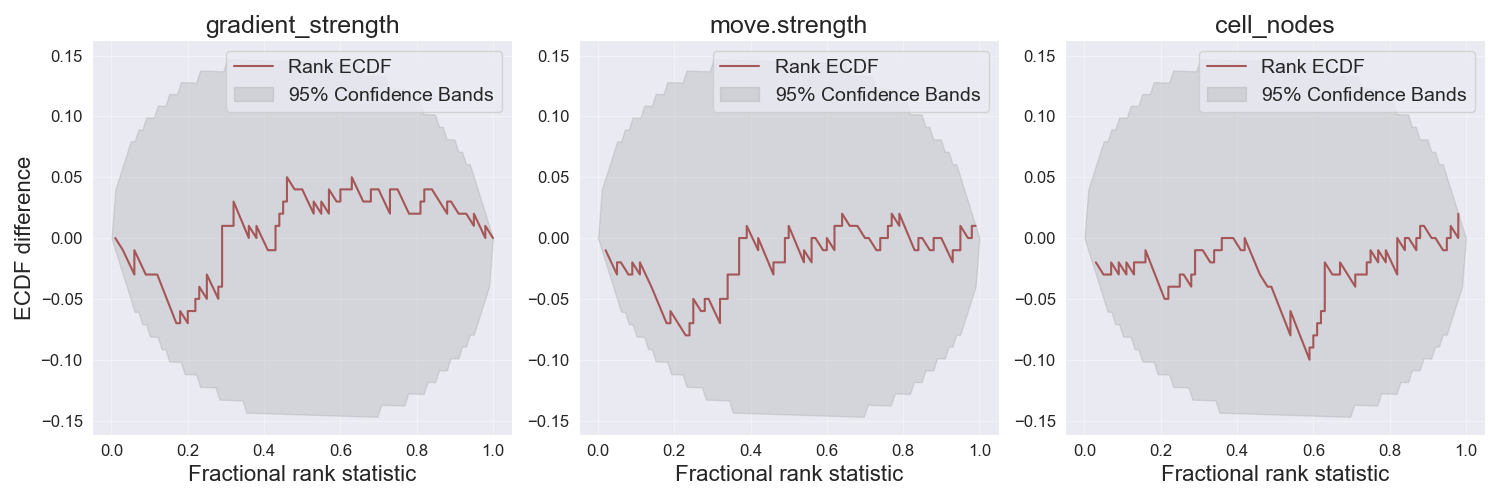 gradient_strength
move.strength
cell_nodes
Rank ECDF
95% Confidence Bands
Rank ECDF
95% Confidence Bands
Rank ECDF
95% Confidence Bands
ECDF difference
0.15
0.10
0.05
0.00
−0.05
−0.10
−0.15
0.15
0.10
0.05
0.00
−0.05
−0.10
−0.15
0.15
0.10
0.05
0.00
−0.05
−0.10
−0.15
0.0 0.2 0.4 0.6 0.8 1.0
0.0 0.2 0.4 0.6 0.8 1.0
0.0 0.2 0.4 0.6 0.8 1.0
Fractional rank statistic
Fractional rank statistic
Fractional rank statistic